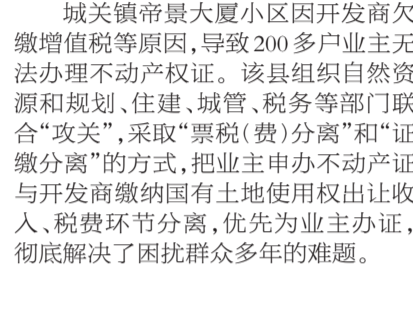 城关镇帝景大厦小区因开发商欠
缴增值税等原因,导致200多户业主无
法办理不动产权证。该县组织自然资
源和规划、住建、城管、税务等部门联
合“攻关”,采取“票税(费)分离”和“证
缴分离”的方式,把业主申办不动产证
与开发商缴纳国有土地使用权出让收
入、税费环节分离,优先为业主办证,
彻底解决了困扰群众多年的难题。